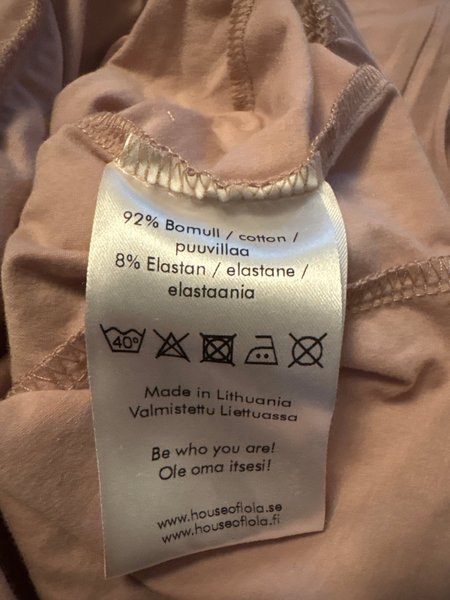 92% Bomull / cotton /
puuvillaa
8% Elastan / elastane /
elastaania
40°
Made in Lithuania
Valmistettu Liettuassa
Be who you are!
Ole oma itsesi!
www.houseoflola.se
www.houseoflola.fi